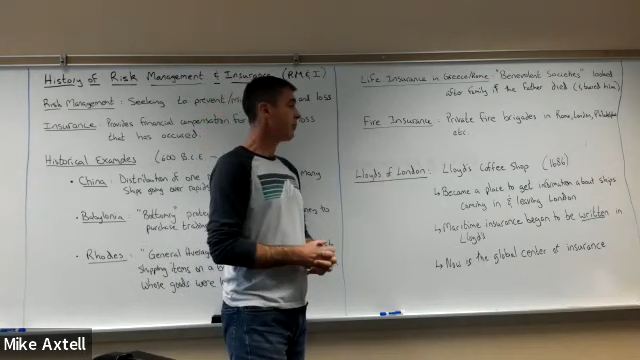 History of Risk Management & Insurance (RM & I)
Risk Management: Seeking to prevent/ and loss
Insurance: Provides financial compensation for loss
that has occured.
Historical Examples (600 B.C.E. –
• China: Distribution of one many
ships going over rapids
• Babylonia: "Bottomry" to
purchase
• Rhodes: "General
shipping items on a
whose goods were
Life Insurance in Greece/Rome: "Benevolent Societies" looked
after family if the Father died (& buried him)
Fire Insurance: Private fire brigades in Rome, London, Philadelphia
etc.
Lloyds of London: Lloyd's Coffee Shop (1686)
↳ Became a place to get information about ships
coming in & leaving London
↳ Maritime insurance began to be written in
Lloyd's
↳ Now is the global center of insurance
Mike Axtell